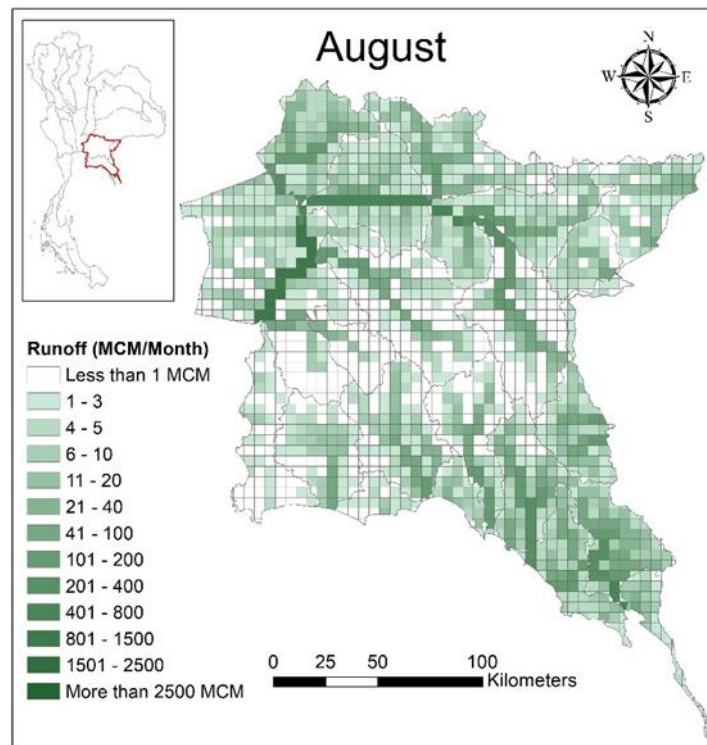 August
N
W E
S
Runoff (MCM/Month)
Less than 1 MCM
1 - 3
4 - 5
6 - 10
11 - 20
21 - 40
41 - 100
101 - 200
201 - 400
401 - 800
801 - 1500
1501 - 2500
More than 2500 MCM
0 25 50 100
Kilometers